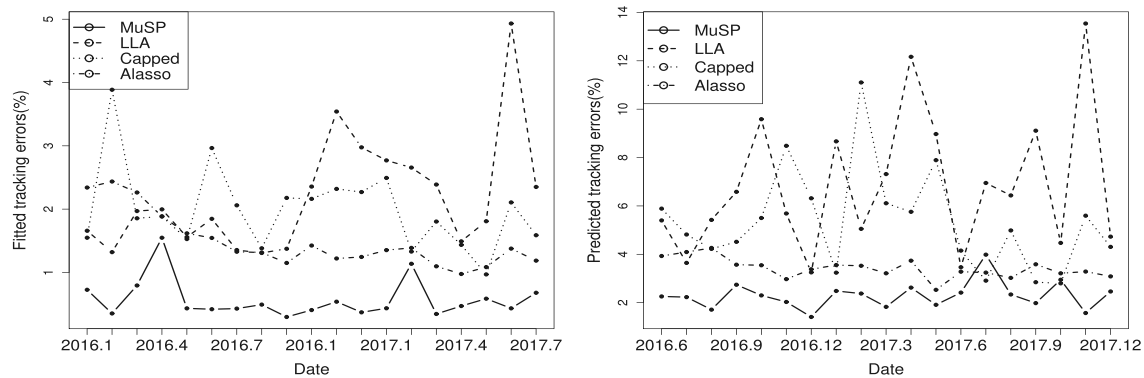 Fitted tracking errors(%)
5
4
3
2
1
MuSP
LLA
Capped
Alasso
2016.1 2016.4 2016.7 2016.1 2017.1 2017.4 2017.7
Date
Predicted tracking errors(%)
14
12
10
8
6
4
2
MuSP
LLA
Capped
Alasso
2016.6 2016.9 2016.12 2017.3 2017.6 2017.9 2017.12
Date